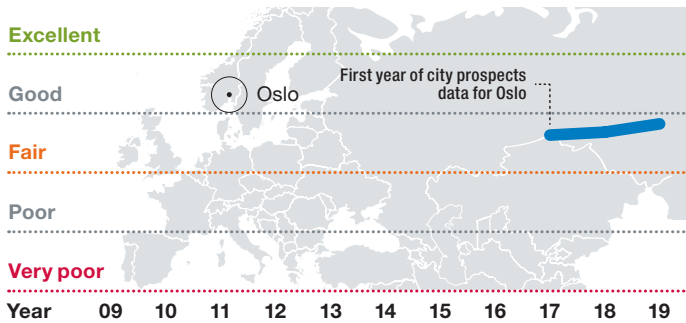 Excellent
First year of city prospects
data for Oslo
Good
Oslo
Fair
Poor
Very poor
Year 09 10 11 12 13 14 15 16 17 18 19